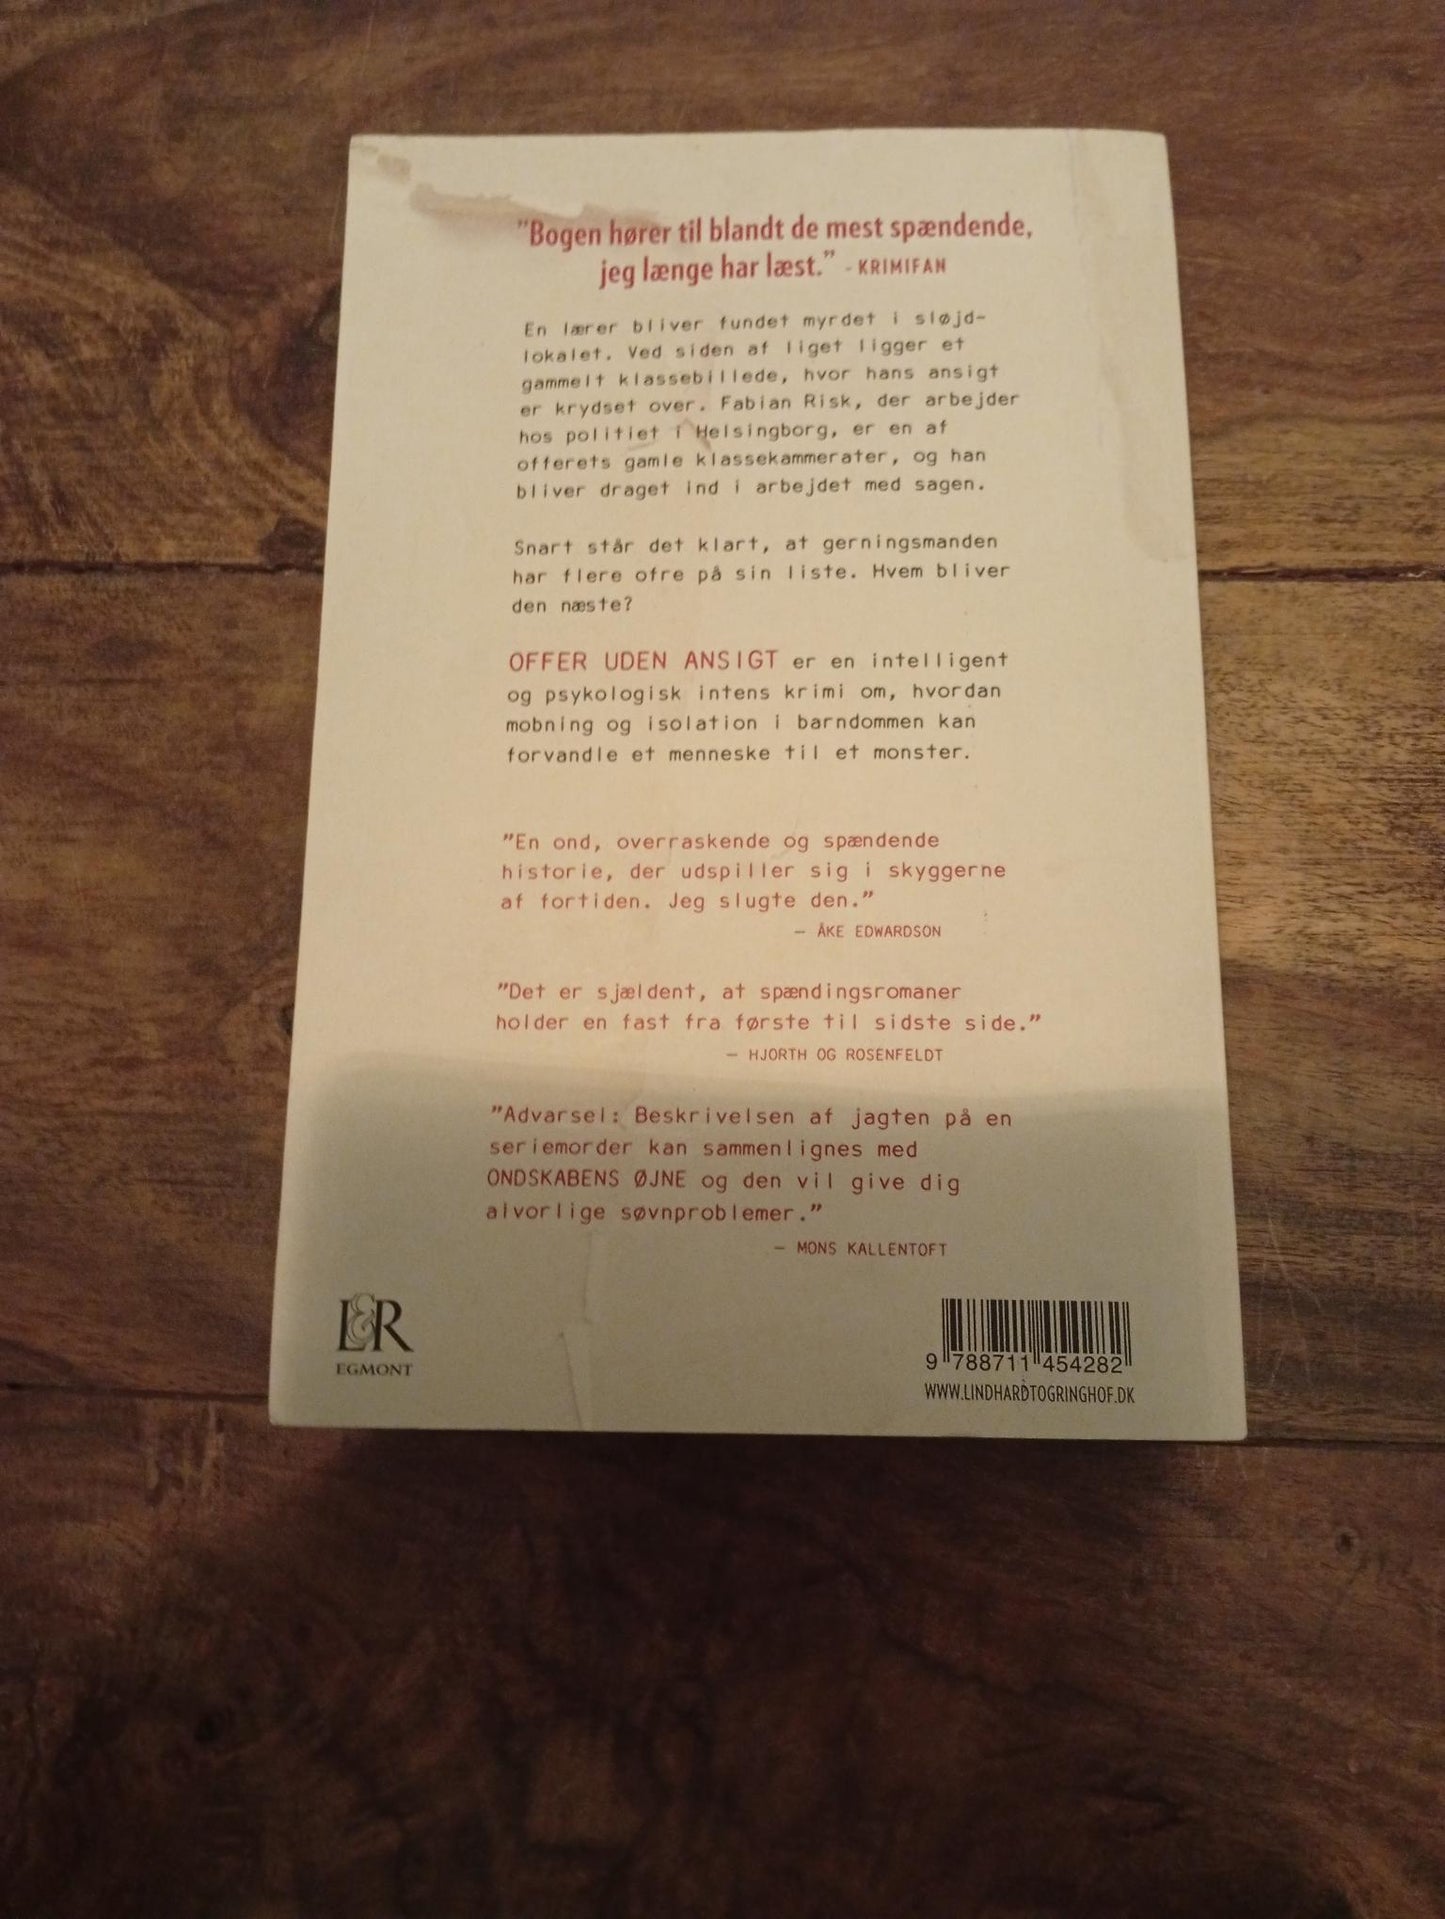 "Bogen hører til blandt de mest spændende,
jeg længe har læst." - KRIMIFAN
En lærer bliver fundet myrdet i sløjd-
lokalet. Ved siden af liget ligger et
gammelt klassebillede, hvor hans ansigt
er krydset over. Fabian Risk, der arbejder
hos politiet i Helsingborg, er en af
offerets gamle klassekammerater, og han
bliver draget ind i arbejdet med sagen.
Snart står det klart, at gerningsmanden
har flere ofre på sin liste. Hvem bliver
den næste?
OFFER UDEN ANSIGT er en intelligent
og psykologisk intens krimi om, hvordan
mobning og isolation i barndommen kan
forvandle et menneske til et monster.
"En ond, overraskende og spændende
historie, der udspiller sig i skyggerne
af fortiden. Jeg slugte den."
– ÅKE EDWARDSON
"Det er sjældent, at spændingsromaner
holder en fast fra første til sidste side."
– HJORTH OG ROSENFELDT
"Advarsel: Beskrivelsen af jagten på en
seriemorder kan sammenlignes med
ONDSKABENS ØJNE og den vil give dig
alvorlige søvnproblemer."
– MONS KALLENTOFT
L&R
EGMONT
9 788711 454282
WWW.LINDHARDTOGRINGHOF.DK